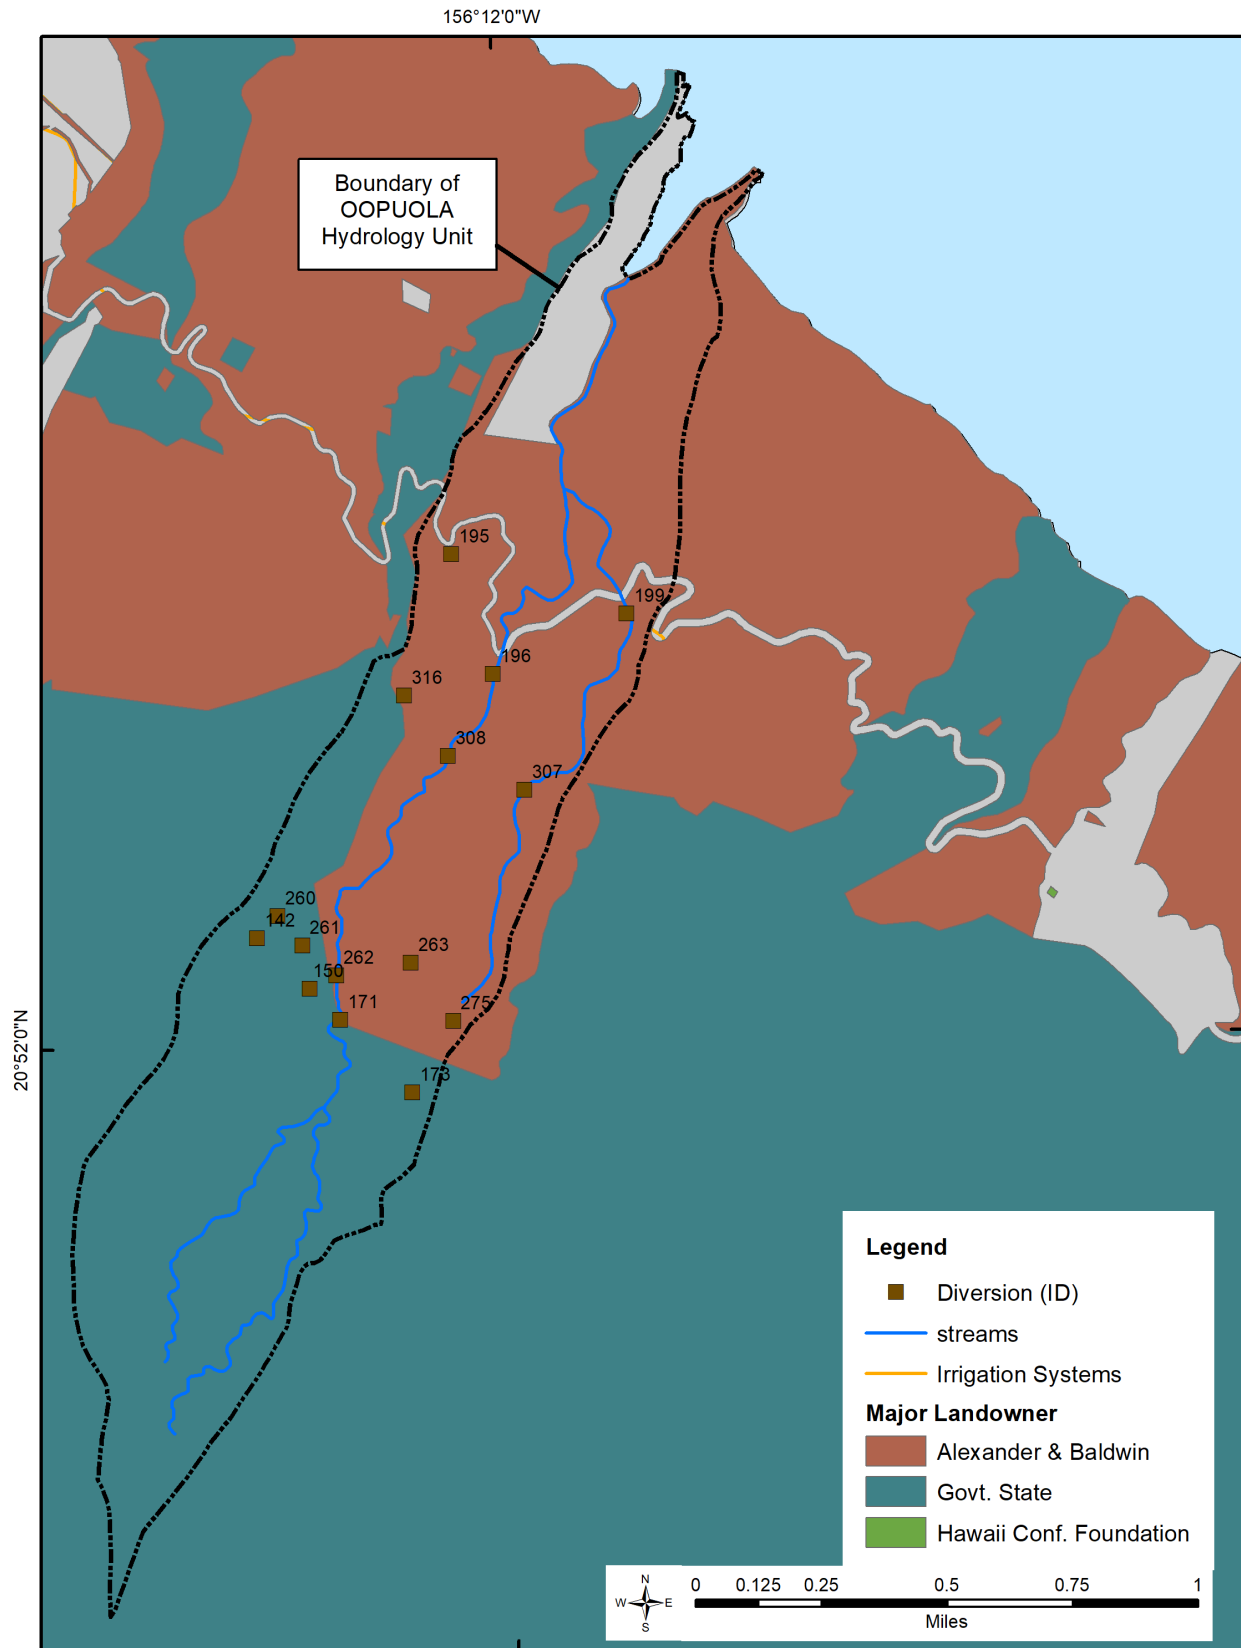 156°12'0"W
Boundary of
OOPUOLA
Hydrology Unit
195
199
196
316
308
307
260
142
261
263
262
150
171
275
173
20°52'0"N
Legend
Diversion (ID)
streams
Irrigation Systems
Major Landowner
Alexander & Baldwin
Govt. State
Hawaii Conf. Foundation
N
W E
S
0 0.125 0.25 0.5 0.75 1
Miles